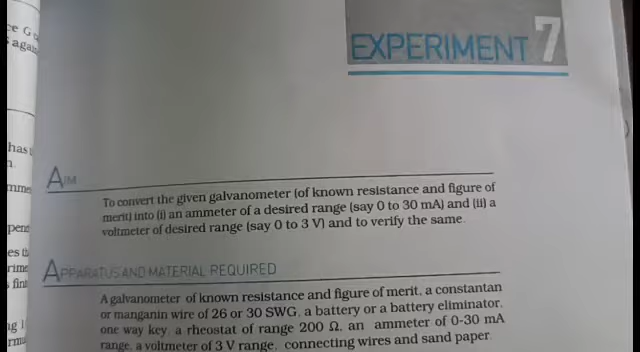 EXPERIMENT 7
has
AIM
To convert the given galvanometer (of known resistance and figure of
merit) into (i) an ammeter of a desired range (say 0 to 30 mA) and (ii) a
voltmeter of desired range (say 0 to 3 V) and to verify the same.
APPARATUS AND MATERIAL REQUIRED
A galvanometer of known resistance and figure of merit, a constantan
or manganin wire of 26 or 30 SWG, a battery or a battery eliminator,
one way key, a rheostat of range 200 Ω, an ammeter of 0-30 mA
range, a voltmeter of 3 V range, connecting wires and sand paper.